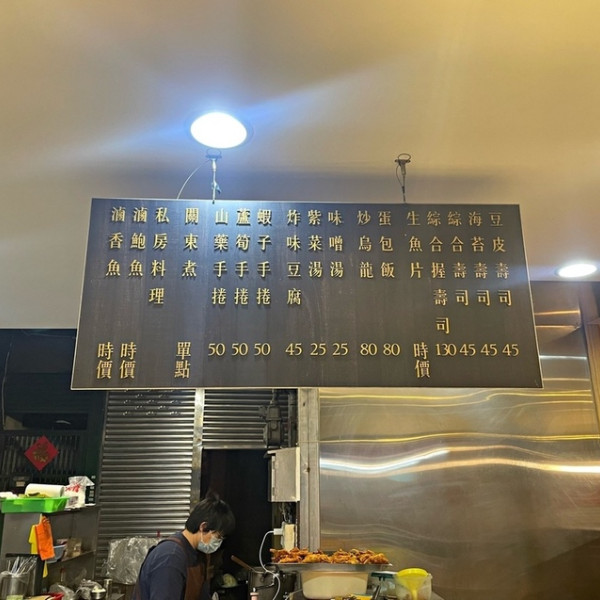 豆皮壽司 45
海苔壽司 45
綜合壽司 45
綜合握壽司 130
生魚片 時價
蛋包飯 80
炒烏龍 80
味噌湯 25
紫菜湯 25
炸味豆腐 45
蝦子手捲 50
蘆筍手捲 50
山藥手捲 50
關東煮 單點
私房料理
滷鮑魚 時價
滷香魚 時價